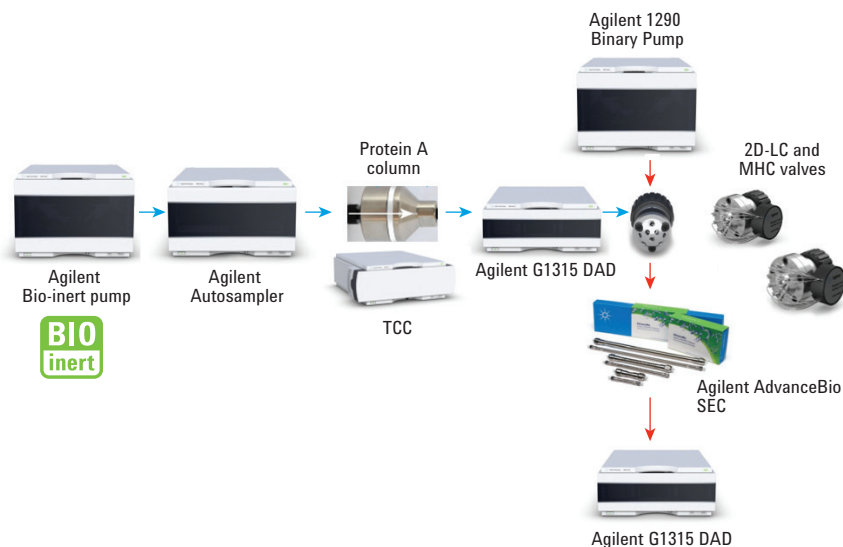 Agilent 1290
Binary Pump
Protein A
column
2D-LC and
MHC valves
Agilent
Bio-inert pump
Agilent
Autosampler
Agilent G1315 DAD
TCC
BIO
inert
Agilent AdvanceBio
SEC
Agilent G1315 DAD